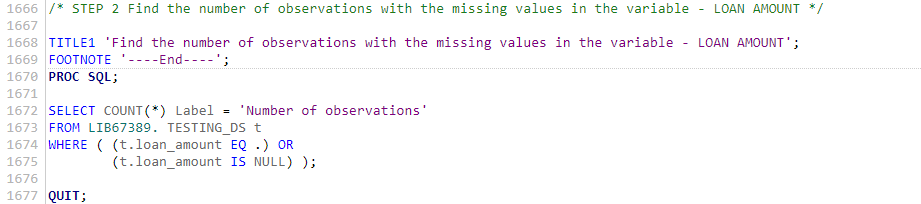 1666 /* STEP 2 Find the number of observations with the missing values in the variable - LOAN AMOUNT */
1667
1668 TITLE1 'Find the number of observations with the missing values in the variable - LOAN AMOUNT';
1669 FOOTNOTE '----End----';
1670 PROC SQL;
1671
1672 SELECT COUNT(*) Label = 'Number of observations'
1673 FROM LIB67389. TESTING_DS t
1674 WHERE ( (t.loan_amount EQ .) OR
1675         (t.loan_amount IS NULL) );
1676
1677 QUIT;